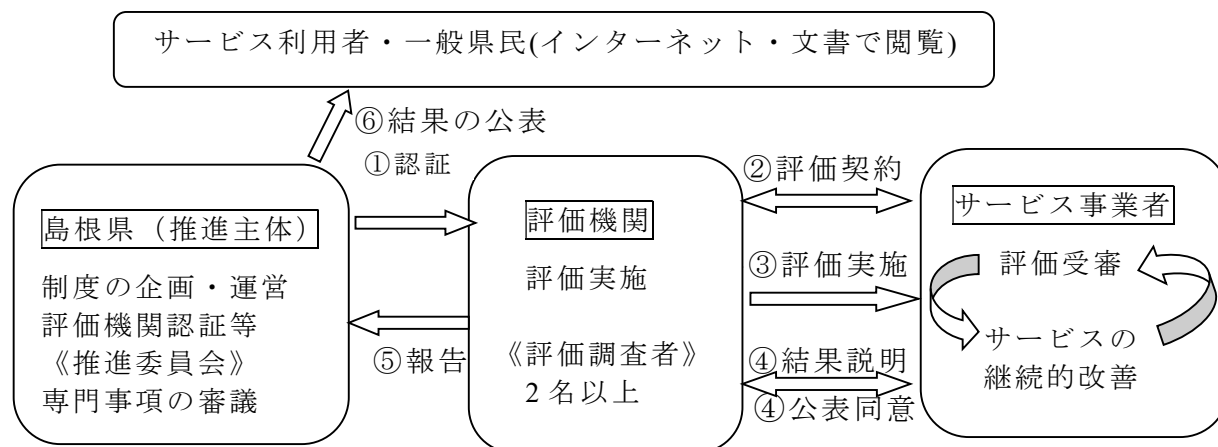 サービス利用者・一般県民(インターネット・文書で閲覧)
⑥結果の公表
①認証
島根県（推進主体）
制度の企画・運営
評価機関認証等
《推進委員会》
専門事項の審議
⑤報告
評価機関
評価実施
《評価調査者》
2名以上
②評価契約
③評価実施
④結果説明
④公表同意
サービス事業者
評価受審
サービスの
継続的改善